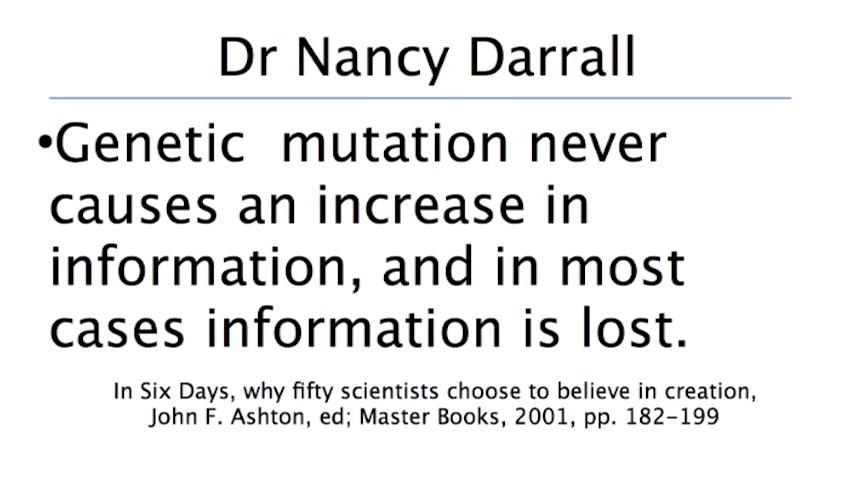 Dr Nancy Darrall
•Genetic  mutation never
causes an increase in
information, and in most
cases information is lost.
In Six Days, why fifty scientists choose to believe in creation,
John F. Ashton, ed; Master Books, 2001, pp. 182–199